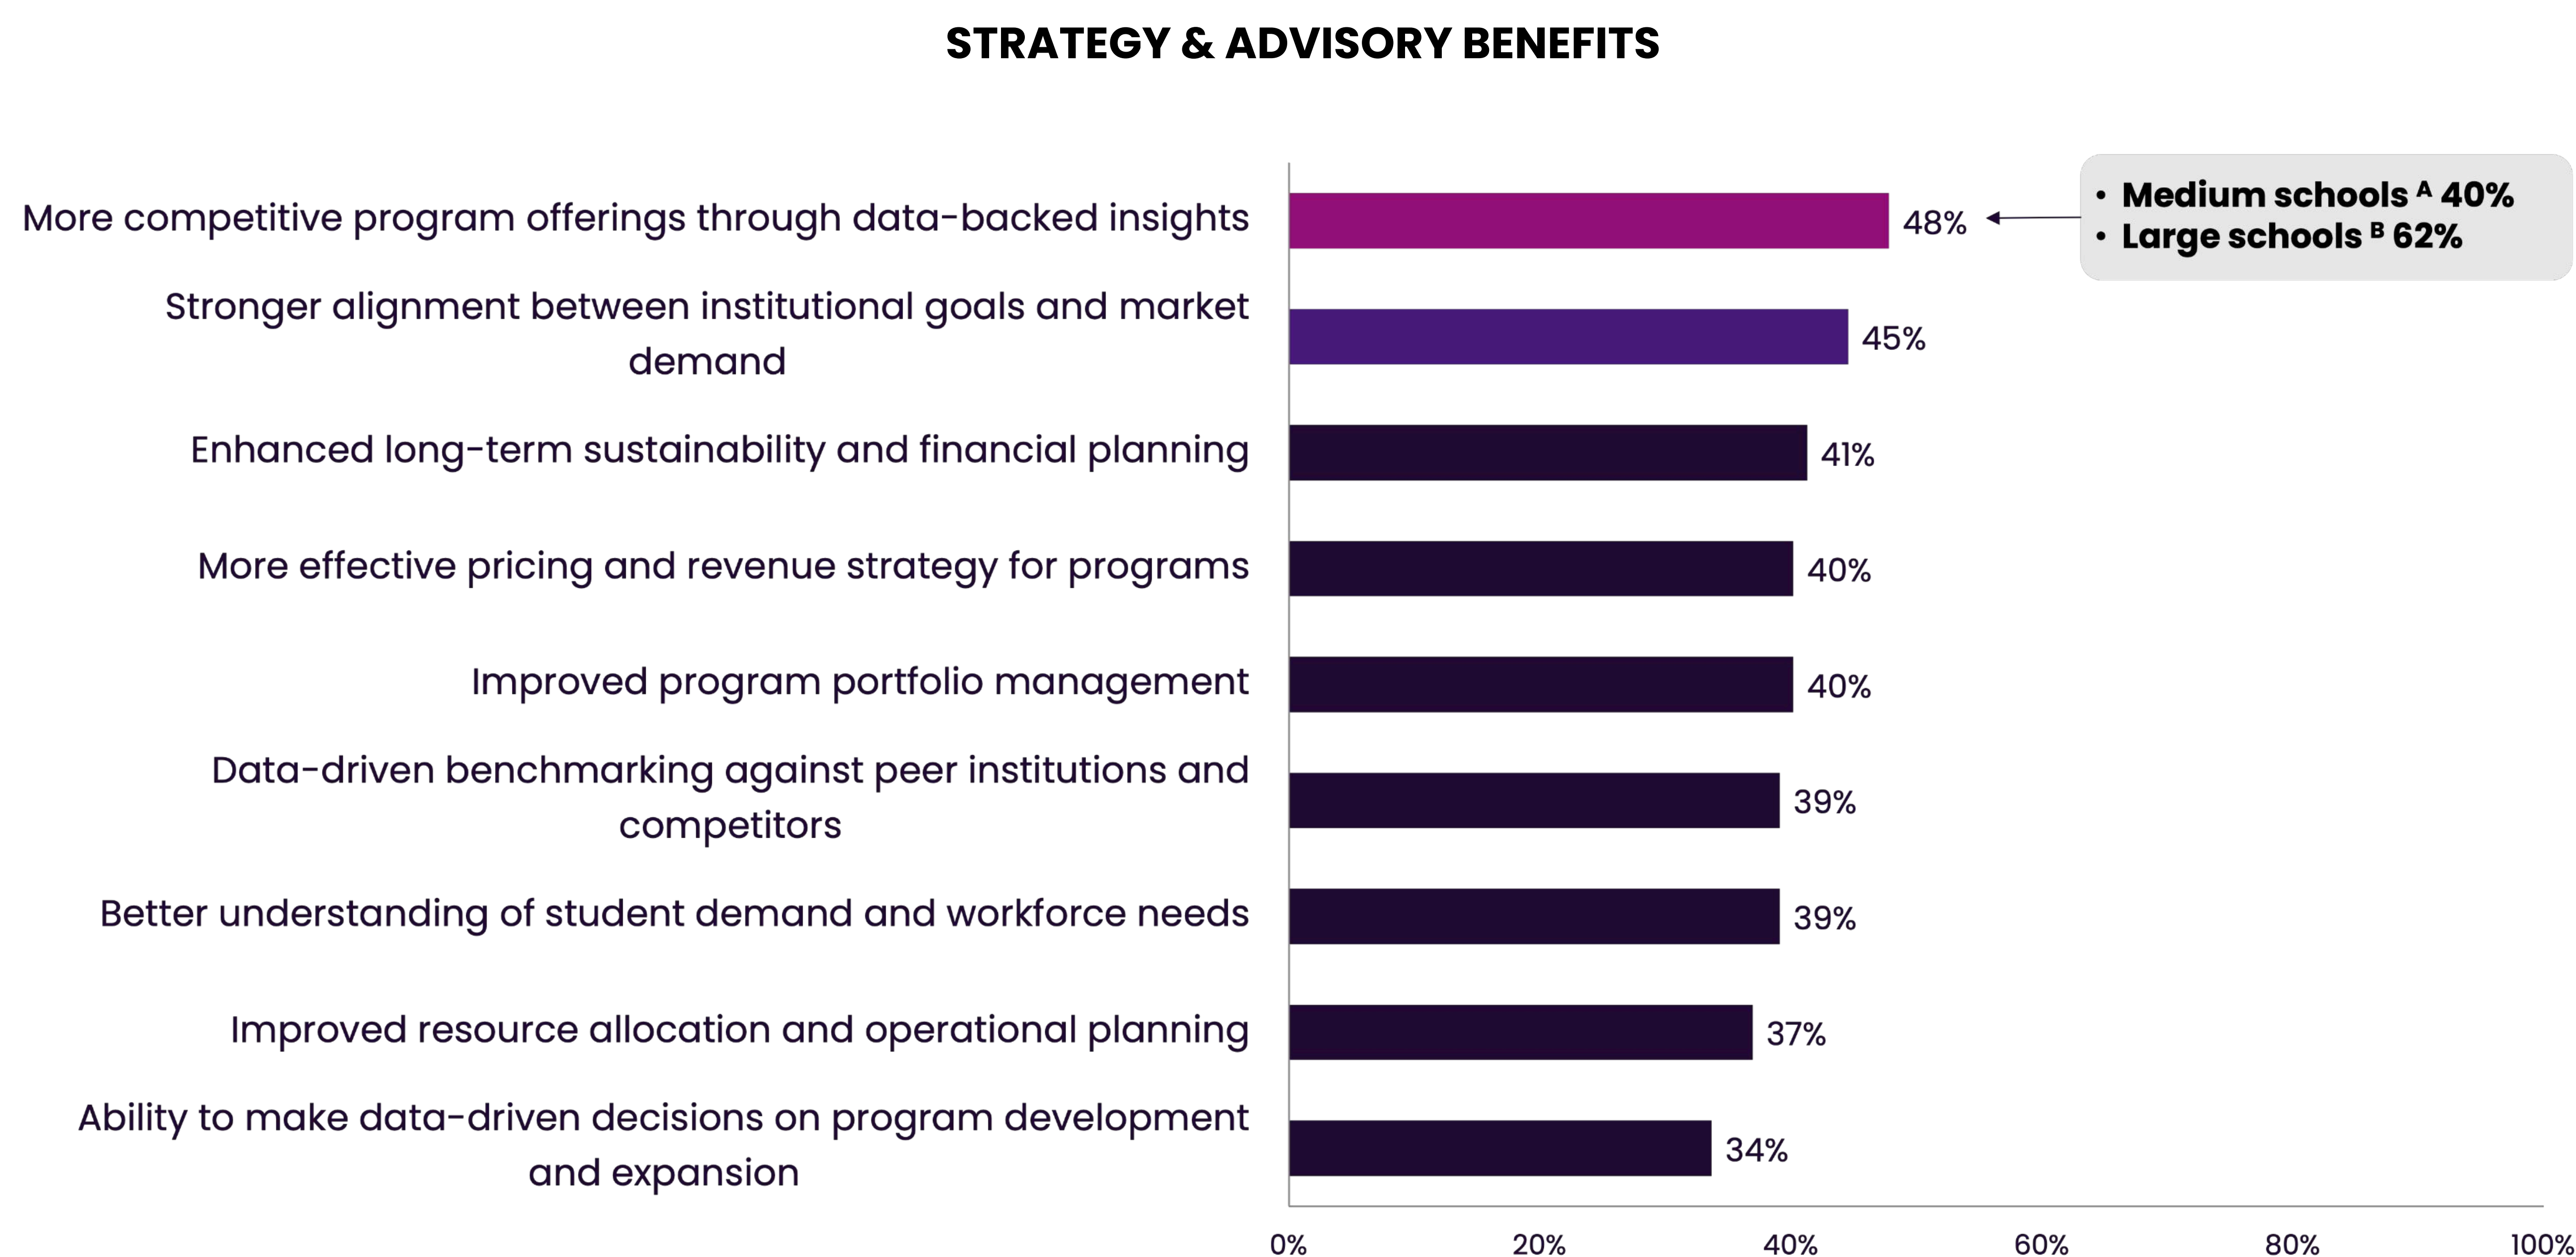 STRATEGY & ADVISORY BENEFITS
More competitive program offerings through data-backed insights
48%
• Medium schools ᴬ 40%
• Large schools ᴮ 62%
Stronger alignment between institutional goals and market
demand
45%
Enhanced long-term sustainability and financial planning
41%
More effective pricing and revenue strategy for programs
40%
Improved program portfolio management
40%
Data-driven benchmarking against peer institutions and
competitors
39%
Better understanding of student demand and workforce needs
39%
Improved resource allocation and operational planning
37%
Ability to make data-driven decisions on program development
and expansion
34%
0% 20% 40% 60% 80% 100%